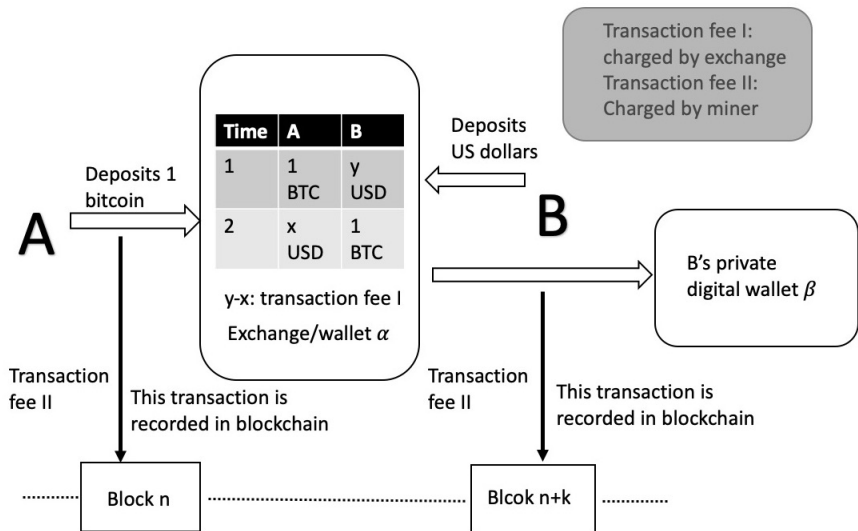 Transaction fee I:
charged by exchange
Transaction fee II:
Charged by miner
Deposits 1
bitcoin
A
Time A B
1 1 y
BTC USD
2 x 1
USD BTC
y-x: transaction fee I
Exchange/wallet α
Deposits
US dollars
B
B's private
digital wallet β
Transaction
fee II
This transaction is
recorded in blockchain
Transaction
fee II
This transaction is
recorded in blockchain
Block n
Blcok n+k